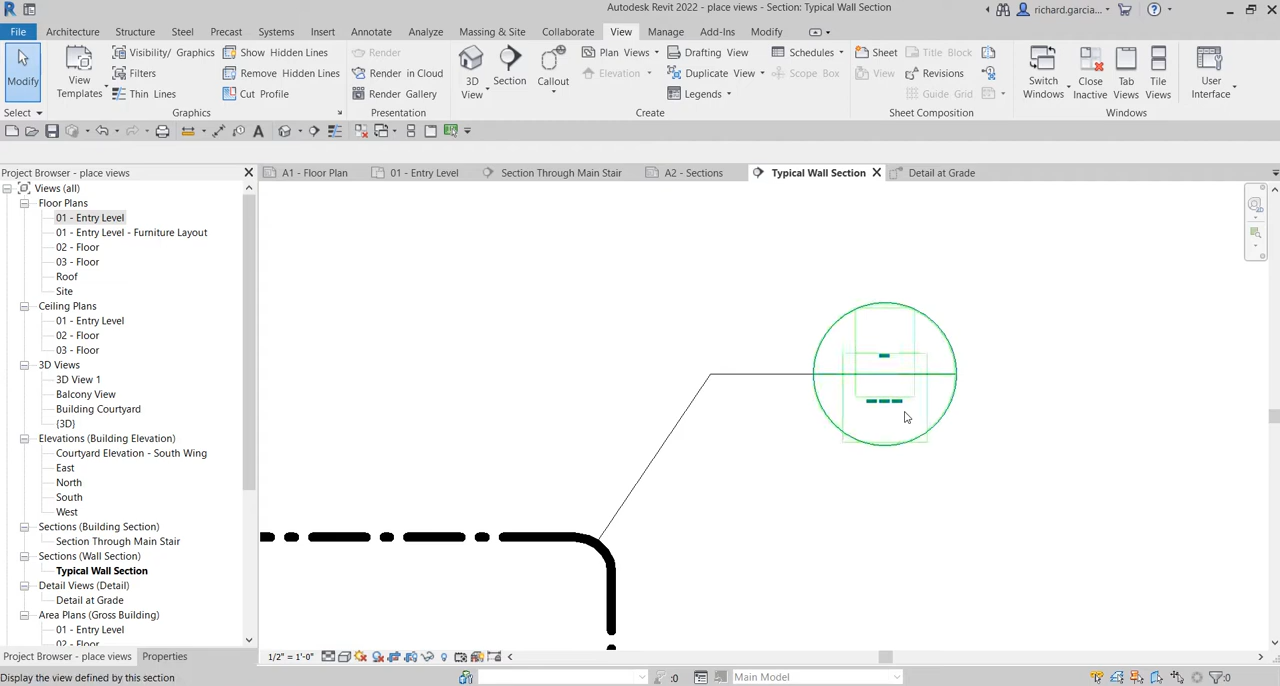 Autodesk Revit 2022 - place views - Section: Typical Wall Section
richard.garcia...
File Architecture Structure Steel Precast Systems Insert Annotate Analyze Massing & Site Collaborate View Manage Add-Ins Modify
Modify
View Templates
Visibility/ Graphics
Filters
Thin Lines
Show Hidden Lines
Remove Hidden Lines
Cut Profile
Render
Render in Cloud
Render Gallery
3D View
Section
Callout
Plan Views
Elevation
Drafting View
Duplicate View
Legends
Schedules
Scope Box
Sheet
View
Title Block
Revisions
Guide Grid
Switch Windows
Close Inactive
Tab Views
Tile Views
User Interface
Select Graphics Presentation Create Sheet Composition Windows
Project Browser - place views
A1 - Floor Plan
01 - Entry Level
Section Through Main Stair
A2 - Sections
Typical Wall Section
Detail at Grade
Views (all)
Floor Plans
01 - Entry Level
01 - Entry Level - Furniture Layout
02 - Floor
03 - Floor
Roof
Site
Ceiling Plans
01 - Entry Level
02 - Floor
03 - Floor
3D Views
3D View 1
Balcony View
Building Courtyard
{3D}
Elevations (Building Elevation)
Courtyard Elevation - South Wing
East
North
South
West
Sections (Building Section)
Section Through Main Stair
Sections (Wall Section)
Typical Wall Section
Detail Views (Detail)
Detail at Grade
Area Plans (Gross Building)
01 - Entry Level
02 - Floor
Project Browser - place views
Properties
1/2" = 1'-0"
Display the view defined by this section
:0
Main Model
:0